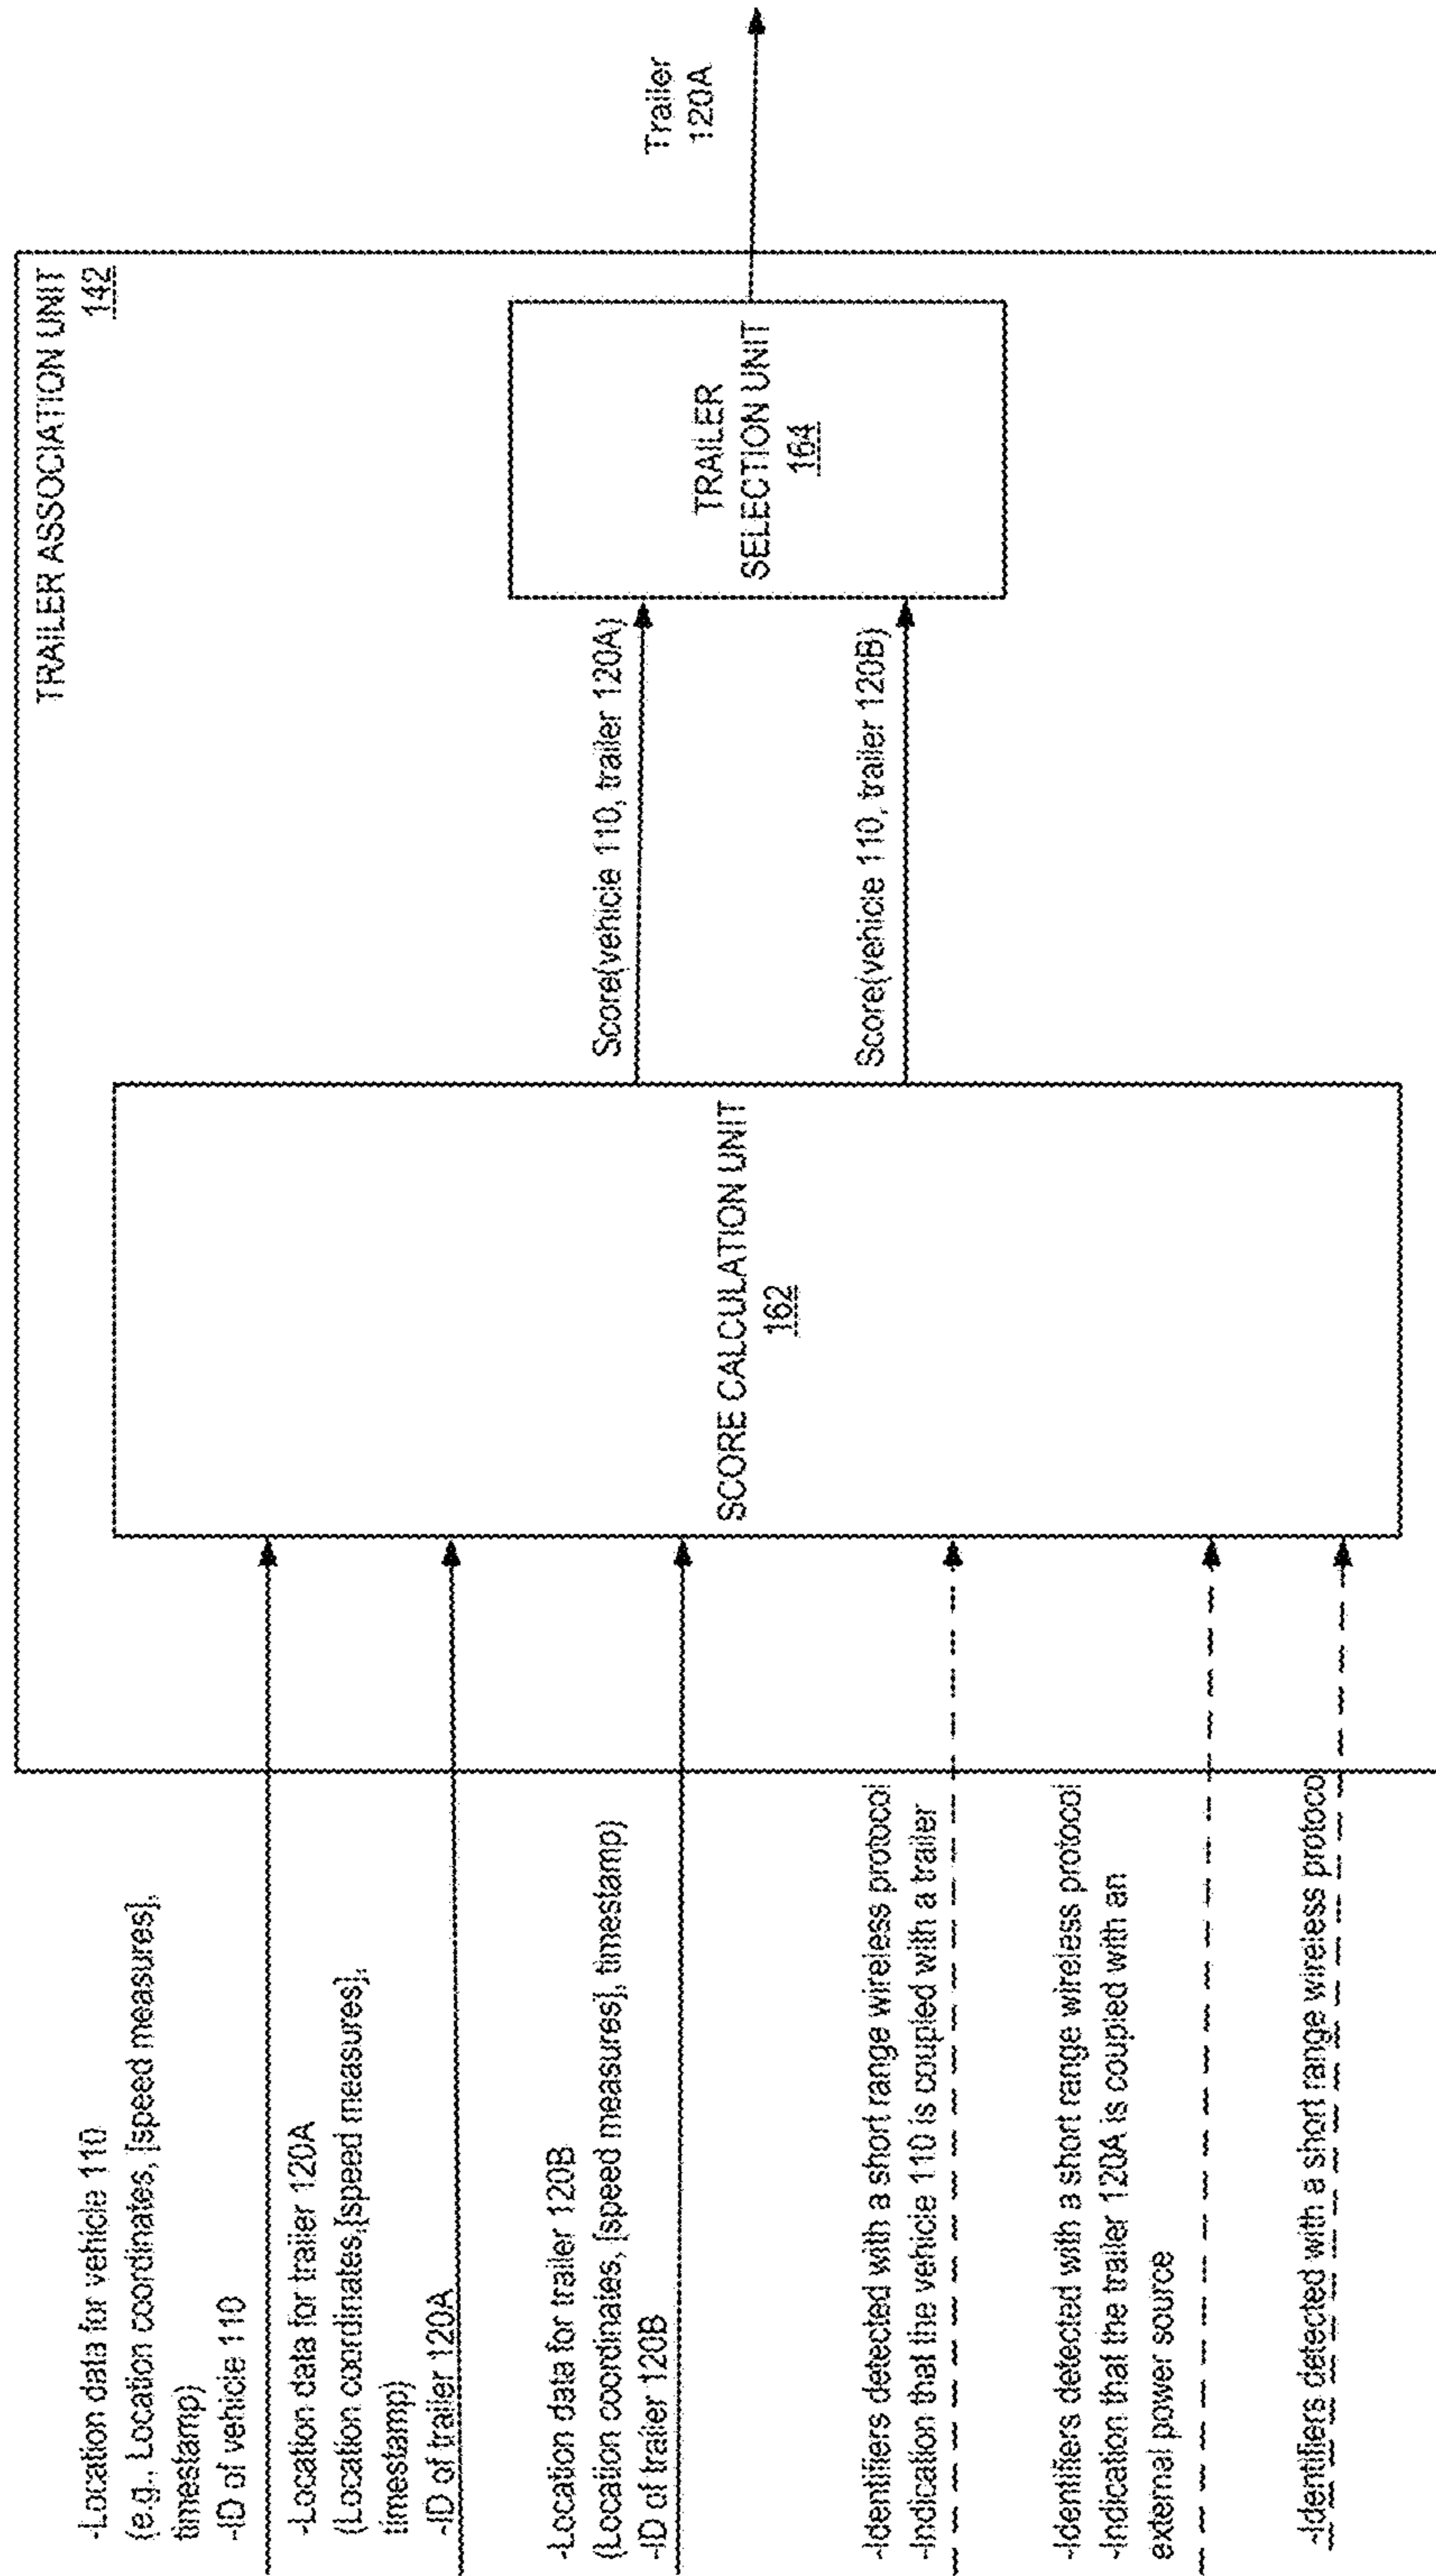 -Location data for vehicle 110
(e.g., Location coordinates, [speed measures],
timestamp)
-ID of vehicle 110
-Location data for trailer 120A
(Location coordinates,[speed measures],
timestamp)
-ID of trailer 120A
-Location data for trailer 120B
(Location coordinates, [speed measures], timestamp)
-ID of trailer 120B
-Identifiers detected with a short range wireless protocol
-Indication that the vehicle 110 is coupled with a trailer
-Identifiers detected with a short range wireless protocol
-Indication that the trailer 120A is coupled with an
external power source
-Identifiers detected with a short range wireless protocol
TRAILER ASSOCIATION UNIT
142
SCORE CALCULATION UNIT
162
Score(vehicle 110, trailer 120A)
Score(vehicle 110, trailer 120B)
TRAILER
SELECTION UNIT
164
Trailer
120A